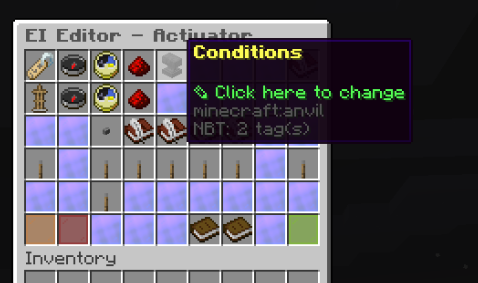 EI Editor - Activator
Conditions
✎ Click here to change
minecraft:anvil
NBT: 2 tag(s)
Inventory